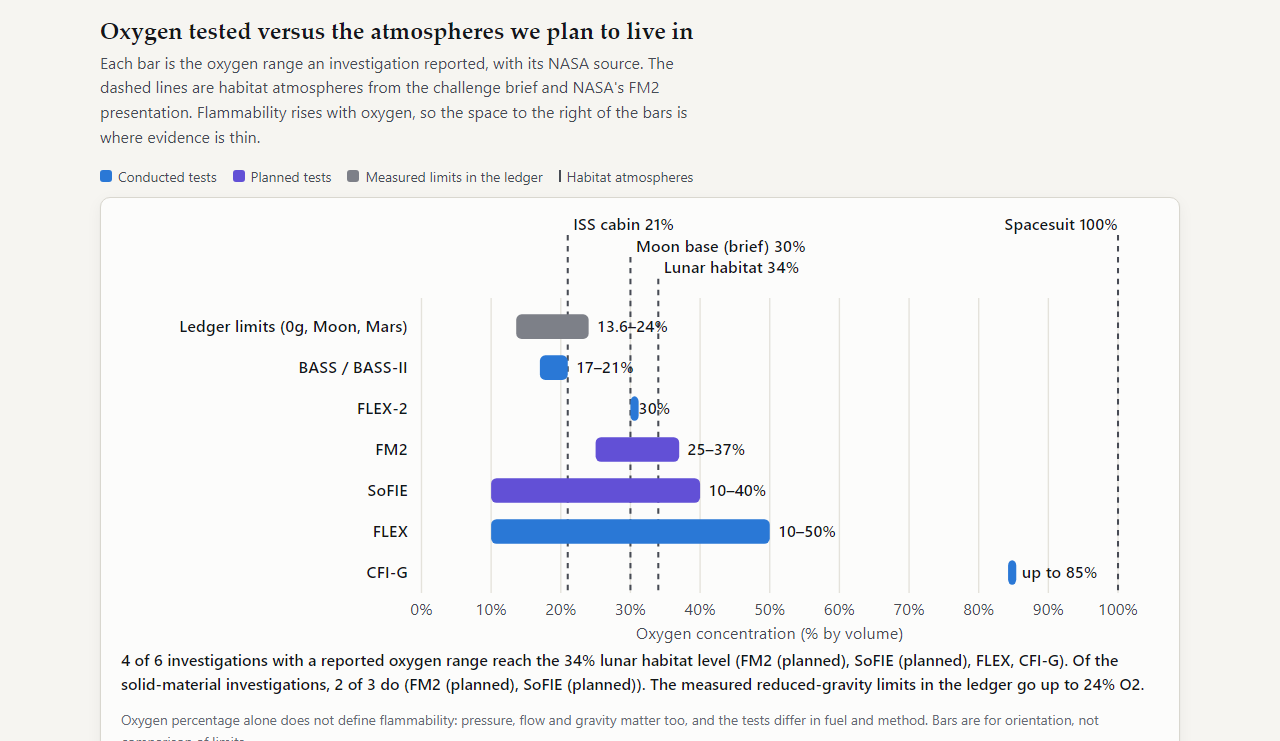 Oxygen tested versus the atmospheres we plan to live in
Each bar is the oxygen range an investigation reported, with its NASA source. The
dashed lines are habitat atmospheres from the challenge brief and NASA's FM2
presentation. Flammability rises with oxygen, so the space to the right of the bars is
where evidence is thin.
Conducted tests Planned tests Measured limits in the ledger Habitat atmospheres
ISS cabin 21% Spacesuit 100%
Moon base (brief) 30%
Lunar habitat 34%
Ledger limits (0g, Moon, Mars) 13.6–24%
BASS / BASS-II 17–21%
FLEX-2 30%
FM2 25–37%
SoFIE 10–40%
FLEX 10–50%
CFI-G up to 85%
0% 10% 20% 30% 40% 50% 60% 70% 80% 90% 100%
Oxygen concentration (% by volume)
4 of 6 investigations with a reported oxygen range reach the 34% lunar habitat level (FM2 (planned), SoFIE (planned), FLEX, CFI-G). Of the
solid-material investigations, 2 of 3 do (FM2 (planned), SoFIE (planned)). The measured reduced-gravity limits in the ledger go up to 24% O2.
Oxygen percentage alone does not define flammability: pressure, flow and gravity matter too, and the tests differ in fuel and method. Bars are for orientation, not